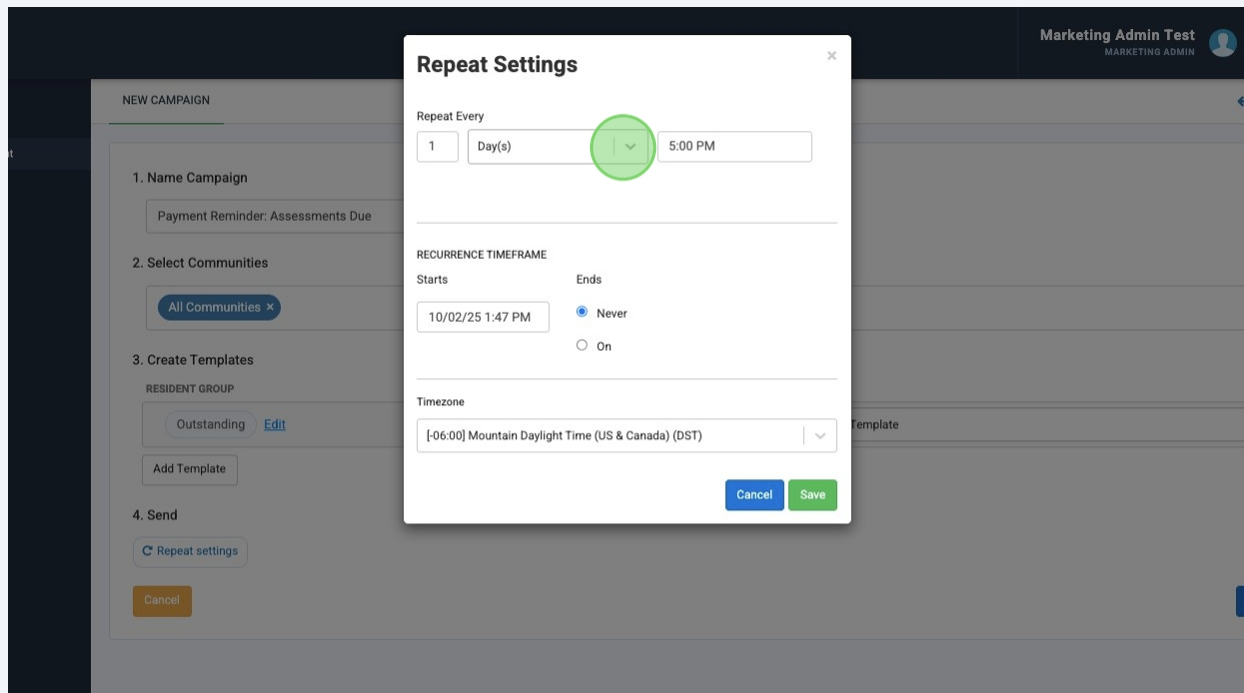 Marketing Admin Test
MARKETING ADMIN
NEW CAMPAIGN
1. Name Campaign
Payment Reminder: Assessments Due
2. Select Communities
All Communities ×
3. Create Templates
RESIDENT GROUP
Outstanding Edit
Template
Add Template
4. Send
Repeat settings
Cancel
Repeat Settings
×
Repeat Every
1 Day(s) 5:00 PM
RECURRENCE TIMEFRAME
Starts Ends
10/02/25 1:47 PM Never
On
Timezone
[-06:00] Mountain Daylight Time (US & Canada) (DST)
Cancel Save